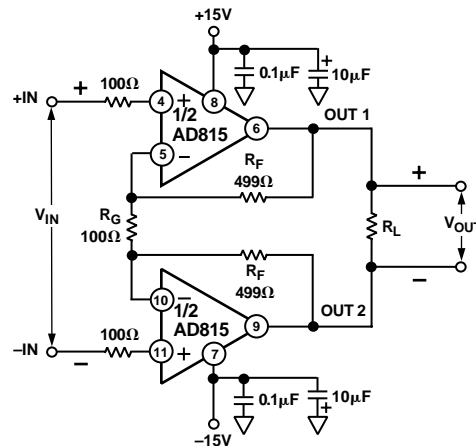 +15V
0.1µF
10µF
+IN
+
100Ω
4
+
8
1/2
AD815
6
OUT 1
5
−
R_F
499Ω
V_IN
R_G
100Ω
R_L
+
V_OUT
−
R_F
499Ω
10
−
1/2
AD815
9
OUT 2
−IN
−
100Ω
11
+
7
0.1µF
10µF
+
−15V
+